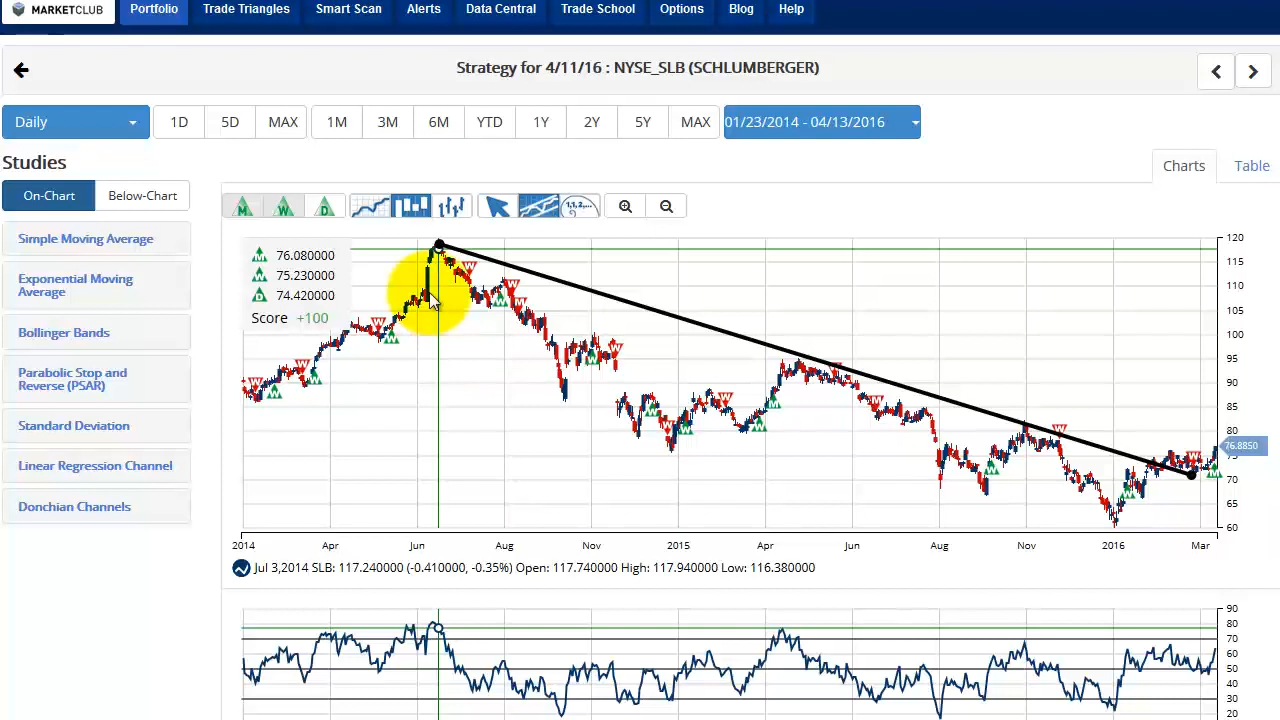 MARKETCLUB Portfolio Trade Triangles Smart Scan Alerts Data Central Trade School Options Blog Help
Strategy for 4/11/16 : NYSE_SLB (SCHLUMBERGER)
Daily 1D 5D MAX 1M 3M 6M YTD 1Y 2Y 5Y MAX 01/23/2014 - 04/13/2016
Studies
Charts Table
On-Chart Below-Chart
M W D 1,1,2,...
Simple Moving Average
Exponential Moving
Average
Bollinger Bands
Parabolic Stop and
Reverse (PSAR)
Standard Deviation
Linear Regression Channel
Donchian Channels
M 76.080000
W 75.230000
D 74.420000
Score +100
120
115
110
105
100
95
90
85
80
76.8850
75
70
65
60
2014 Apr Jun Aug Nov 2015 Apr Jun Aug Nov 2016 Mar
Jul 3,2014 SLB: 117.240000 (-0.410000, -0.35%) Open: 117.740000 High: 117.940000 Low: 116.380000
90
80
70
60
50
40
30
20